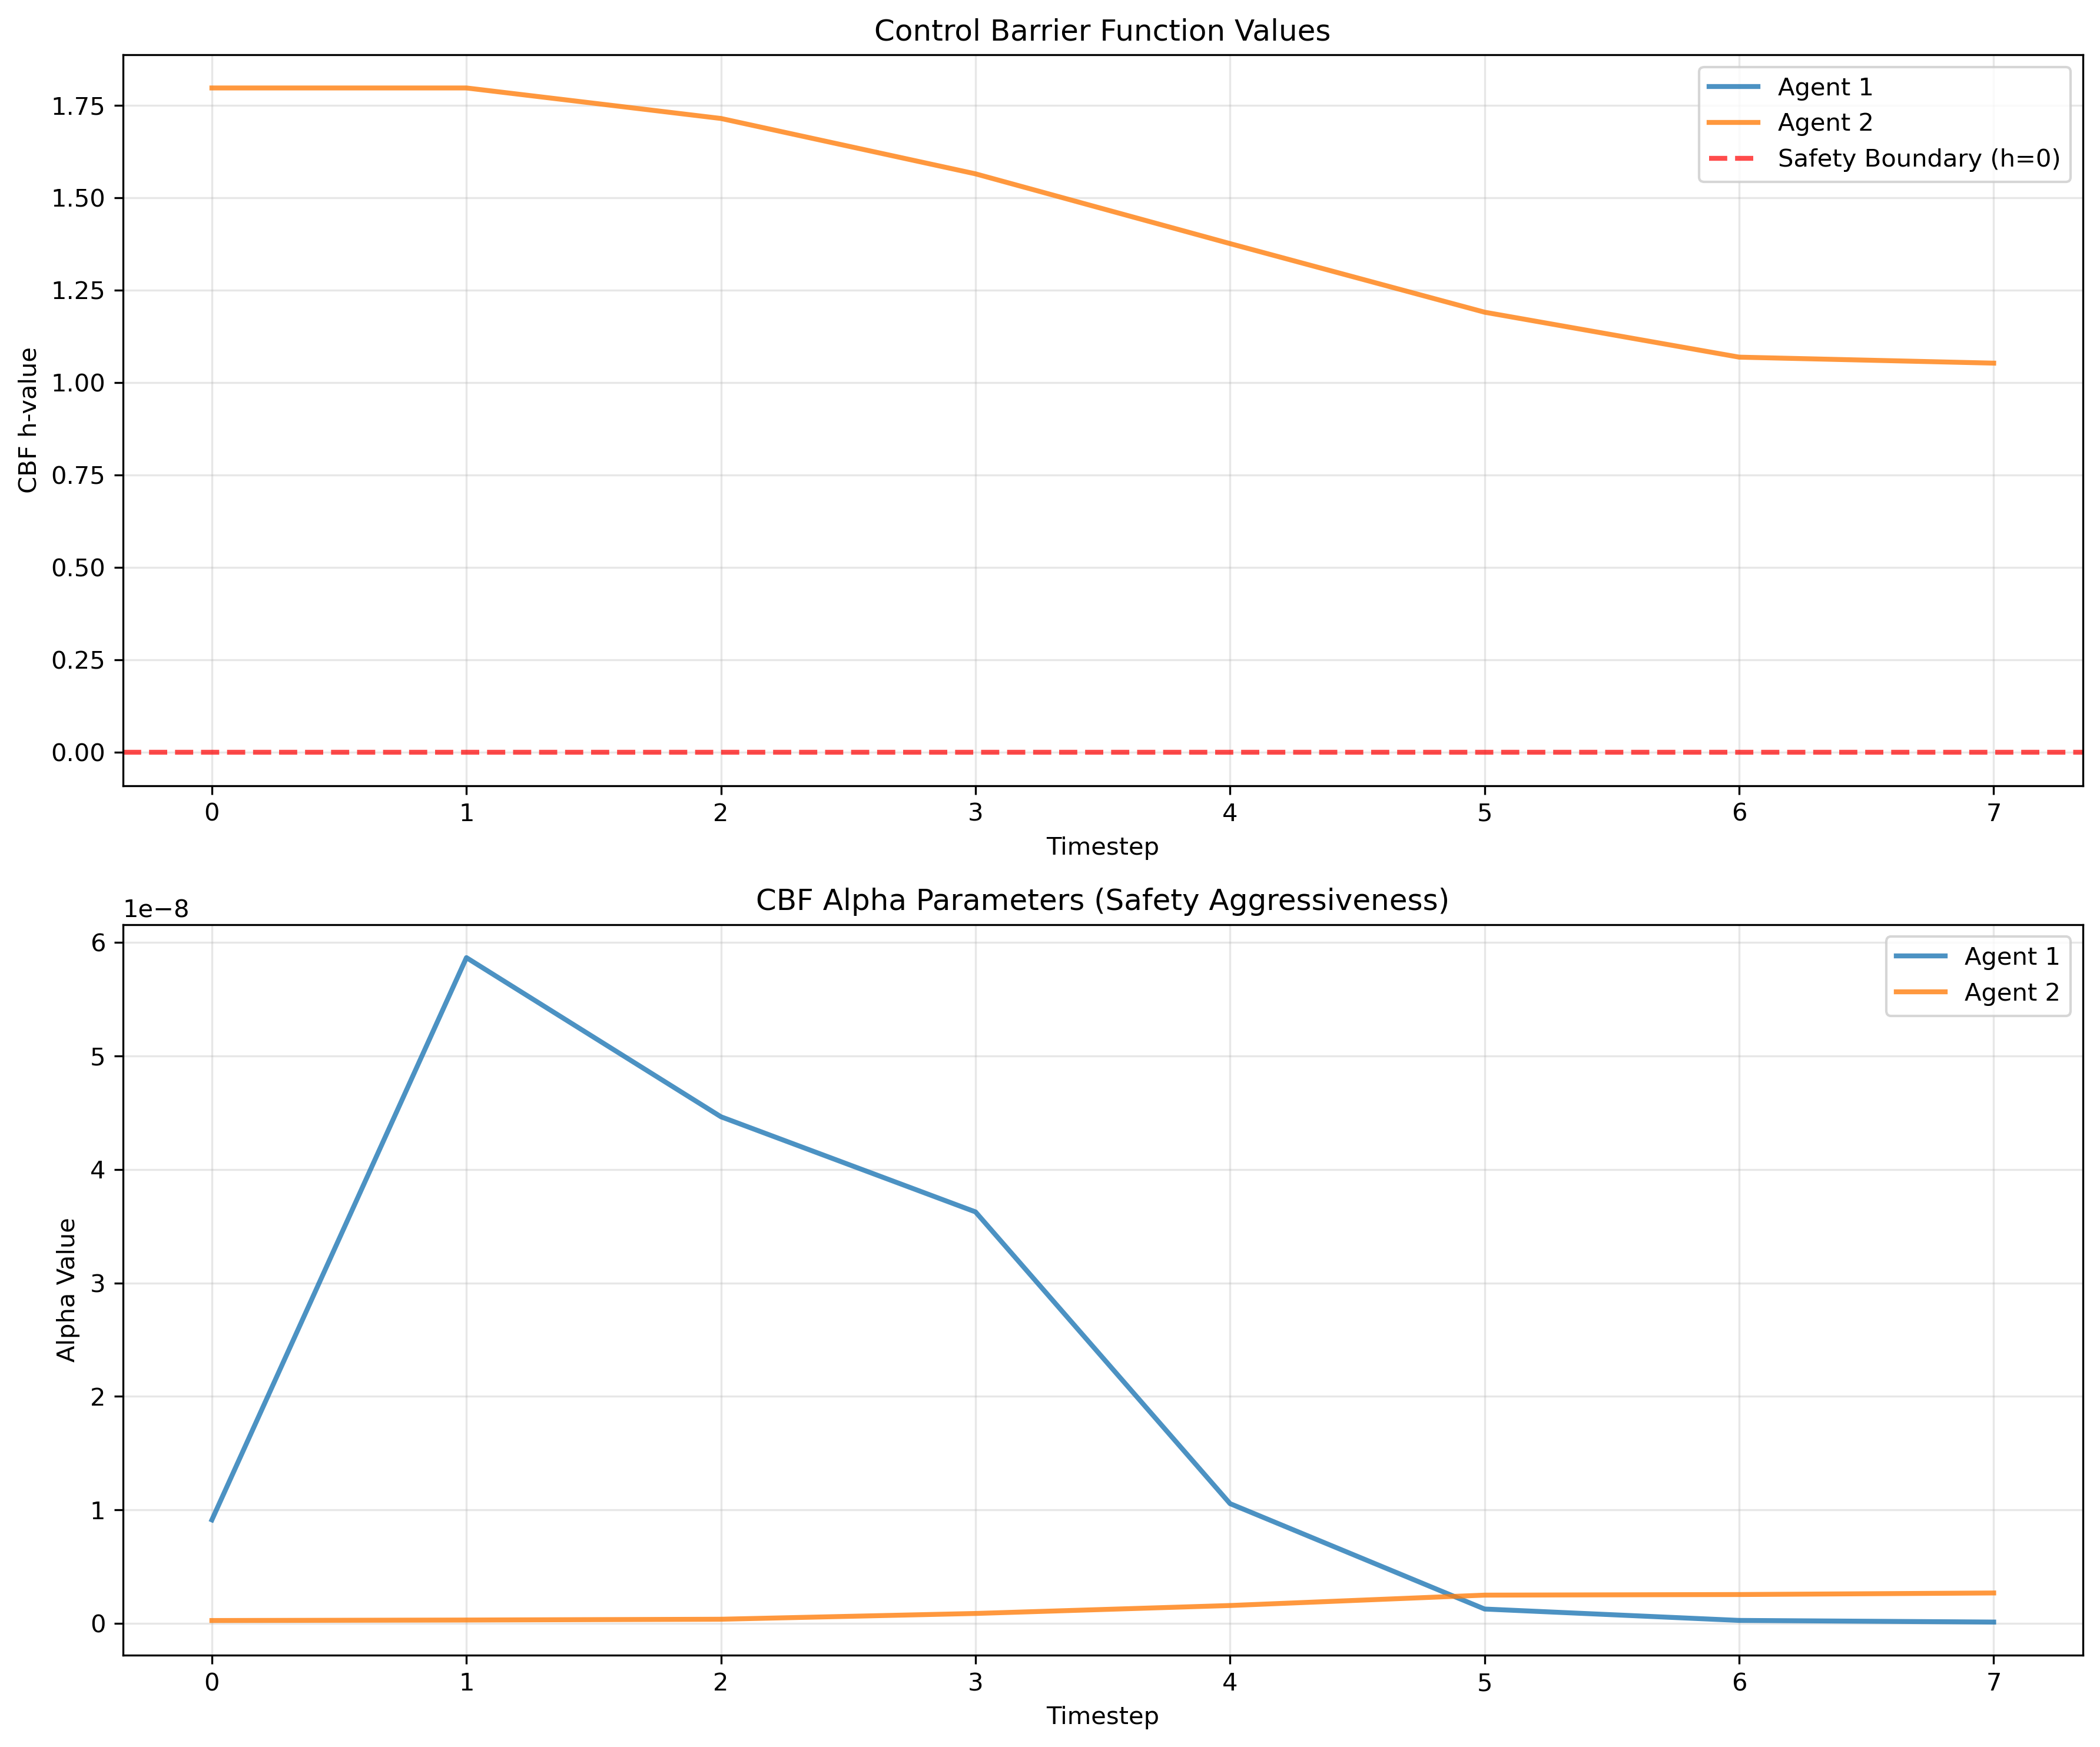 Control Barrier Function Values
CBF h-value
1.75
1.50
1.25
1.00
0.75
0.50
0.25
0.00
Agent 1
Agent 2
Safety Boundary (h=0)
0 1 2 3 4 5 6 7
Timestep
CBF Alpha Parameters (Safety Aggressiveness)
1e−8
Alpha Value
6
5
4
3
2
1
0
Agent 1
Agent 2
0 1 2 3 4 5 6 7
Timestep